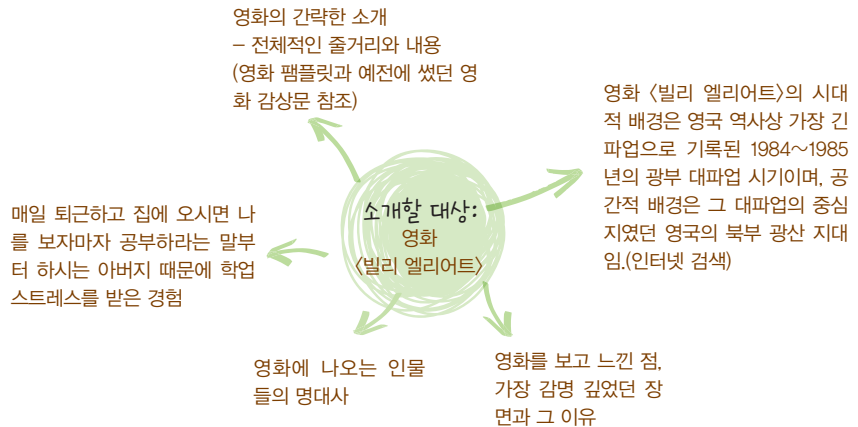 영화의 간략한 소개
– 전체적인 줄거리와 내용
(영화 팸플릿과 예전에 썼던 영
화 감상문 참조)
영화 〈빌리 엘리어트〉의 시대
적 배경은 영국 역사상 가장 긴
파업으로 기록된 1984~1985
년의 광부 대파업 시기이며, 공
간적 배경은 그 대파업의 중심
지였던 영국의 북부 광산 지대
임.(인터넷 검색)
소개할 대상:
영화
〈빌리 엘리어트〉
매일 퇴근하고 집에 오시면 나
를 보자마자 공부하라는 말부
터 하시는 아버지 때문에 학업
스트레스를 받은 경험
영화에 나오는 인물
들의 명대사
영화를 보고 느낀 점,
가장 감명 깊었던 장
면과 그 이유